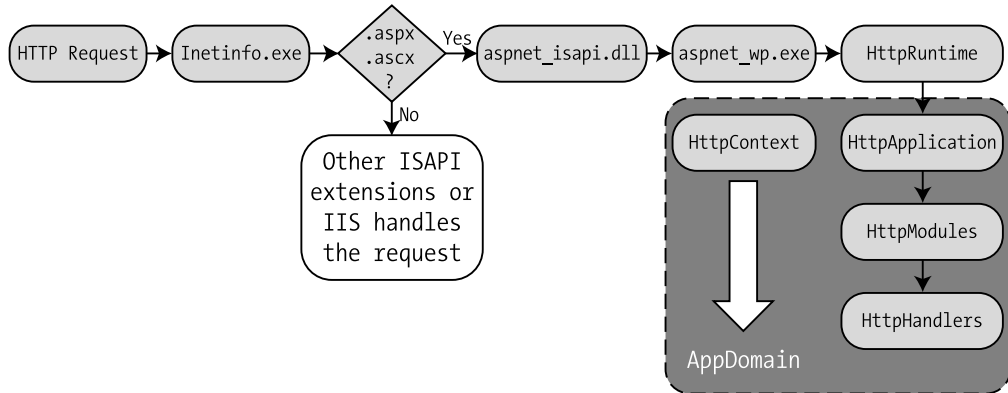 HTTP Request
Inetinfo.exe
.aspx
.ascx
?
Yes
No
aspnet_isapi.dll
aspnet_wp.exe
HttpRuntime
Other ISAPI
extensions or
IIS handles
the request
HttpContext
HttpApplication
HttpModules
HttpHandlers
AppDomain